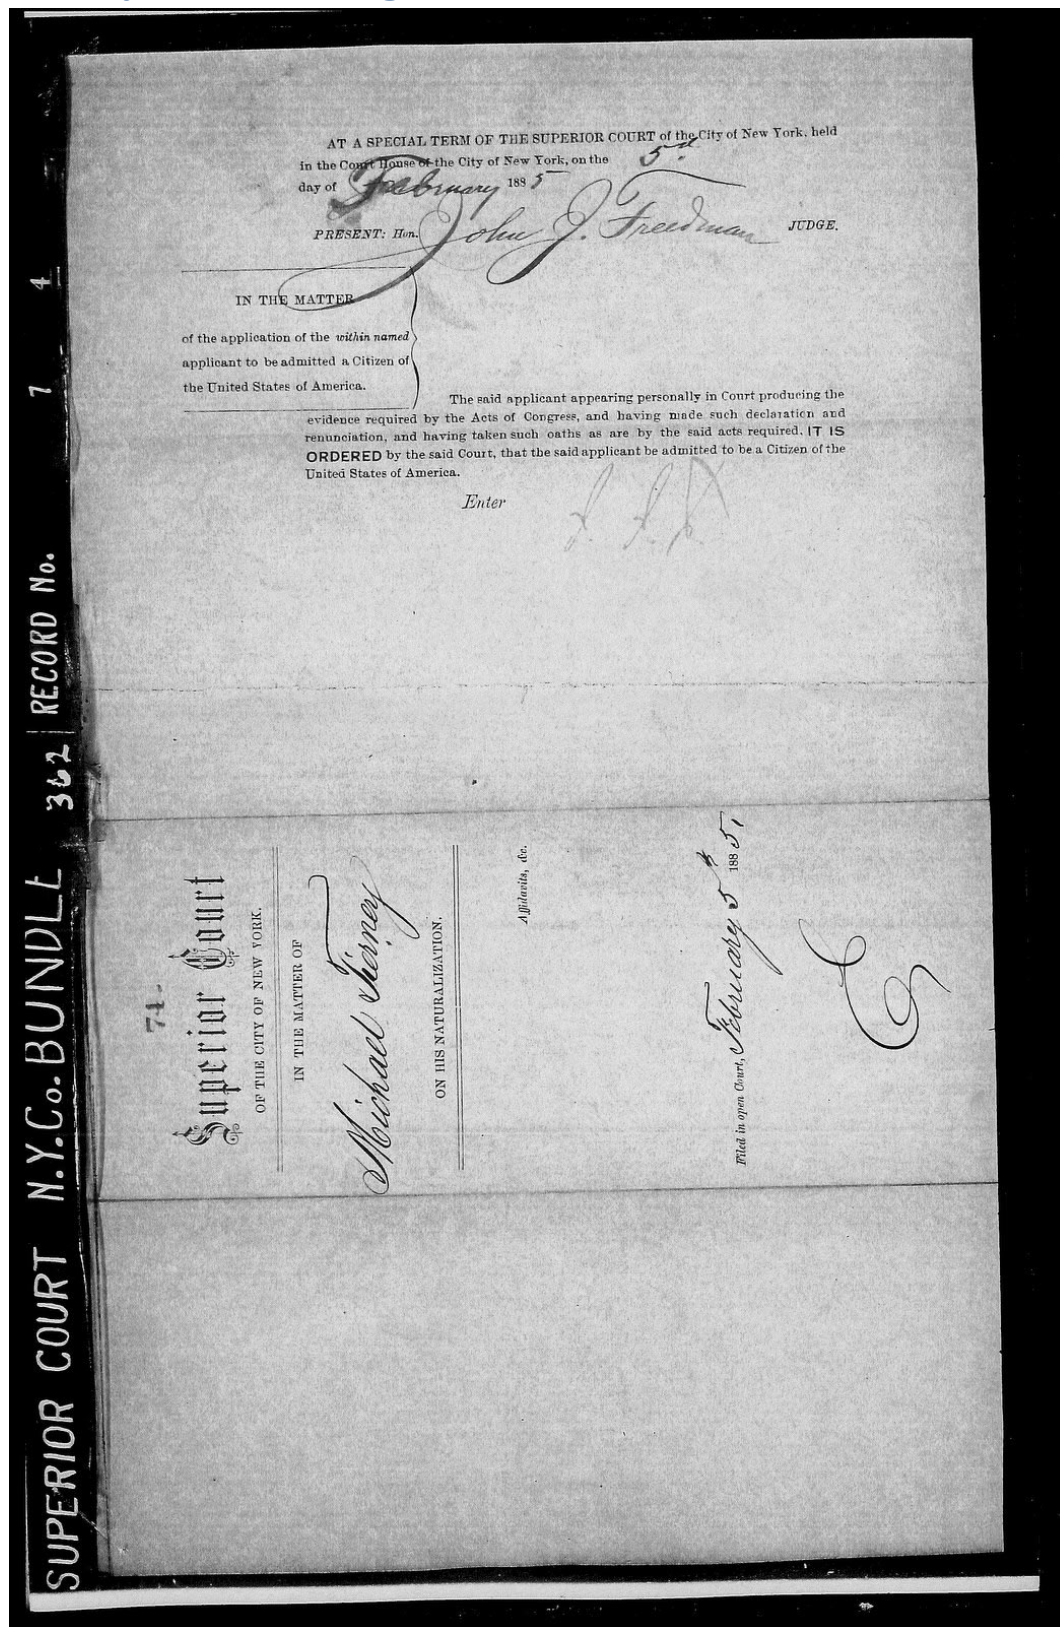 AT A SPECIAL TERM OF THE SUPERIOR COURT of the City of New York, held
in the Court House of the City of New York, on the 5th
day of February 1885
PRESENT: Hon. John J. Freedman JUDGE.
IN THE MATTER
of the application of the within named
applicant to be admitted a Citizen of
the United States of America.
The said applicant appearing personally in Court producing the
evidence required by the Acts of Congress, and having made such declaration and
renunciation, and having taken such oaths as are by the said acts required, IT IS
ORDERED by the said Court, that the said applicant be admitted to be a Citizen of the
United States of America.
Enter
74.
Superior Court
OF THE CITY OF NEW YORK.
IN THE MATTER OF
Michael Tierney
ON HIS NATURALIZATION.
Affidavits, &c.
Filed in open Court, February 5th 1885.
SUPERIOR COURT N.Y.Co. BUNDLE 362 RECORD No. 7 4